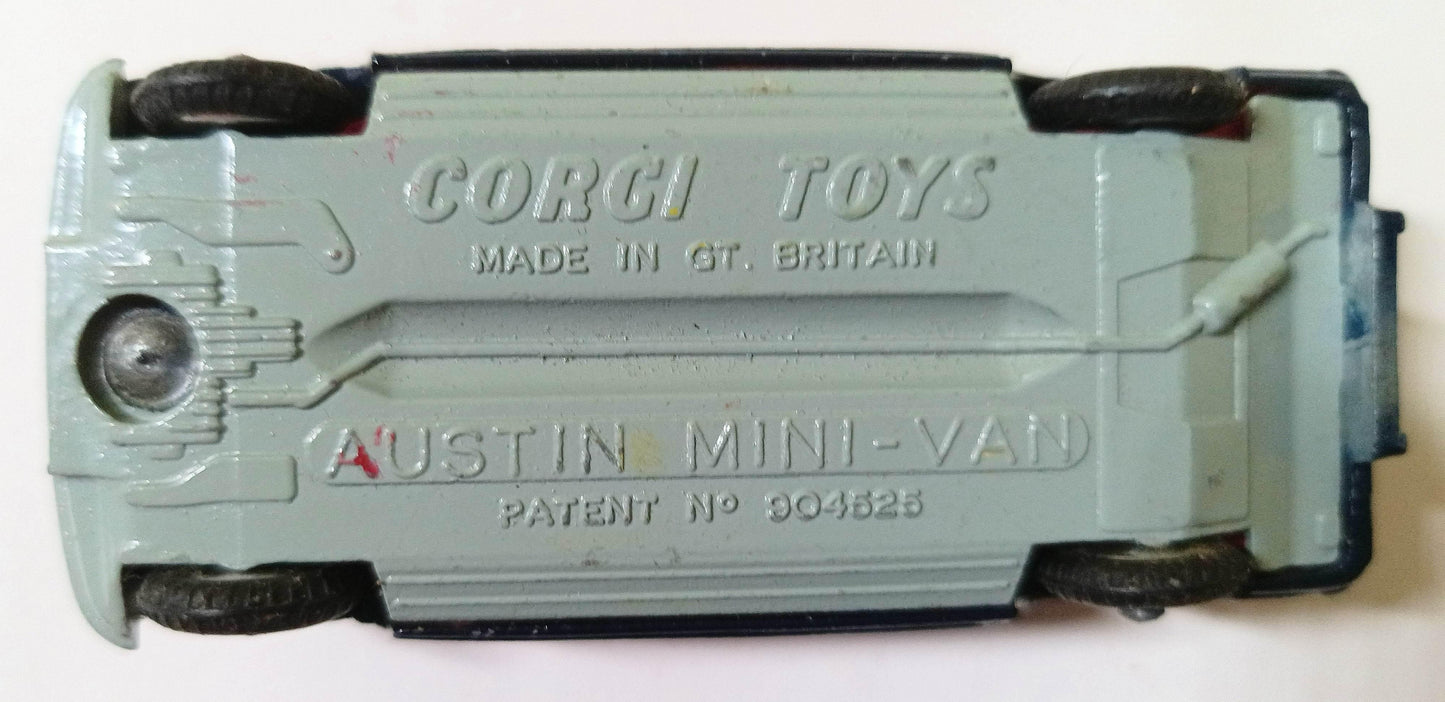 CORGI TOYS
MADE IN GT. BRITAIN
AUSTIN MINI-VAN
PATENT Nº 904525